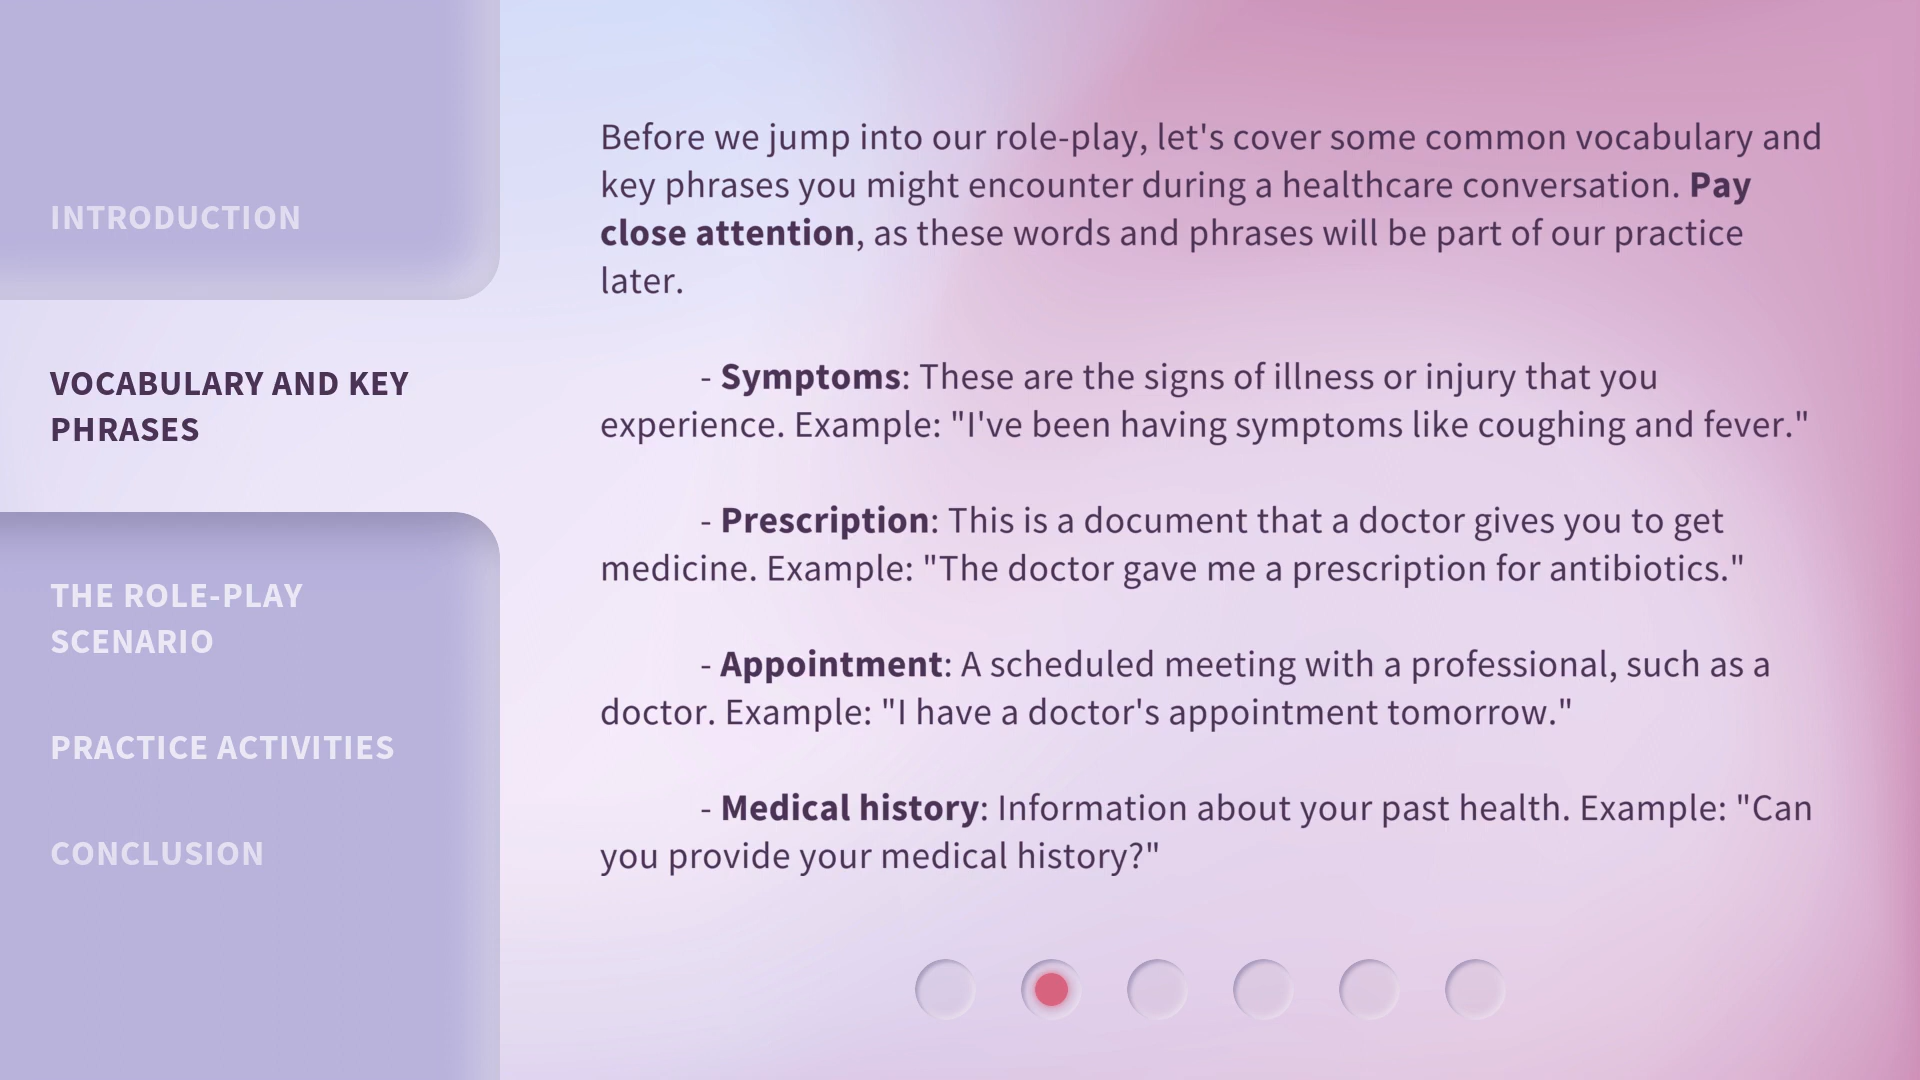 INTRODUCTION
VOCABULARY AND KEY
PHRASES
THE ROLE-PLAY
SCENARIO
PRACTICE ACTIVITIES
CONCLUSION
Before we jump into our role-play, let's cover some common vocabulary and
key phrases you might encounter during a healthcare conversation. Pay
close attention, as these words and phrases will be part of our practice
later.
- Symptoms: These are the signs of illness or injury that you
experience. Example: "I've been having symptoms like coughing and fever."
- Prescription: This is a document that a doctor gives you to get
medicine. Example: "The doctor gave me a prescription for antibiotics."
- Appointment: A scheduled meeting with a professional, such as a
doctor. Example: "I have a doctor's appointment tomorrow."
- Medical history: Information about your past health. Example: "Can
you provide your medical history?"